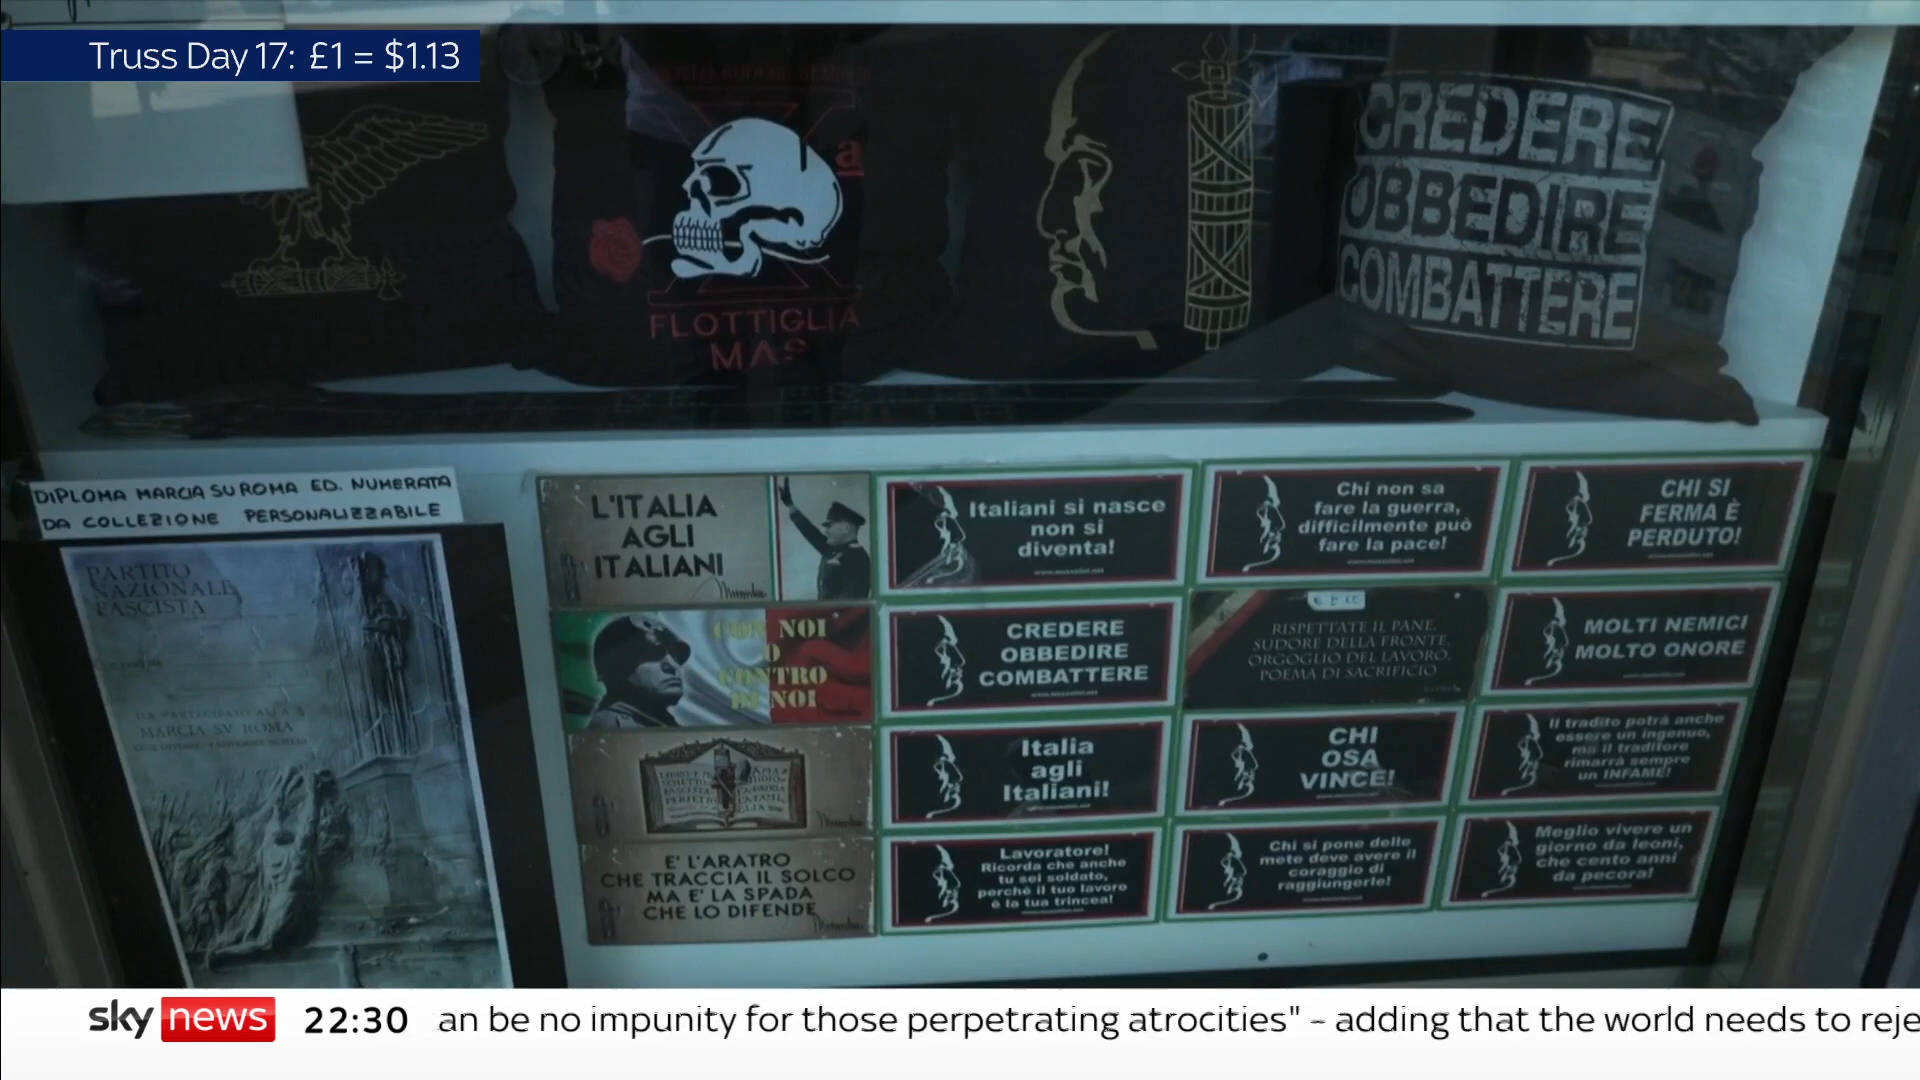 Truss Day 17: £1 = $1.13
a
FLOTTIGLIA
MAS
CREDERE
OBBEDIRE
COMBATTERE
DIPLOMA MARCIA SU ROMA ED. NUMERATA
DA COLLEZIONE PERSONALIZZABILE
PARTITO
NAZIONALE
FASCISTA
MARCIA SV ROMA
L'ITALIA
AGLI
ITALIANI
Italiani si nasce
non si
diventa!
Chi non sa
fare la guerra,
difficilmente può
fare la pace!
CHI SI
FERMA È
PERDUTO!
CON NOI
O
CONTRO
DI NOI
CREDERE
OBBEDIRE
COMBATTERE
RISPETTATE IL PANE,
SUDORE DELLA FRONTE,
ORGOGLIO DEL LAVORO,
POEMA DI SACRIFICIO
MOLTI NEMICI
MOLTO ONORE
LIBRO E
MOSCHETTO
FASCISTA
PERFETTO
Italia
agli
Italiani!
CHI
OSA
VINCE!
Il tradito potrà anche
essere un ingenuo,
ma il traditore
rimarrà sempre
un INFAME!
E' L'ARATRO
CHE TRACCIA IL SOLCO
MA E' LA SPADA
CHE LO DIFENDE
Lavoratore!
Ricorda che anche
tu sei soldato,
perchè il tuo lavoro
è la tua trincea!
Chi si pone delle
mete deve avere il
coraggio di
raggiungerle!
Meglio vivere un
giorno da leoni,
che cento anni
da pecora!
sky news 22:30 an be no impunity for those perpetrating atrocities" - adding that the world needs to reje